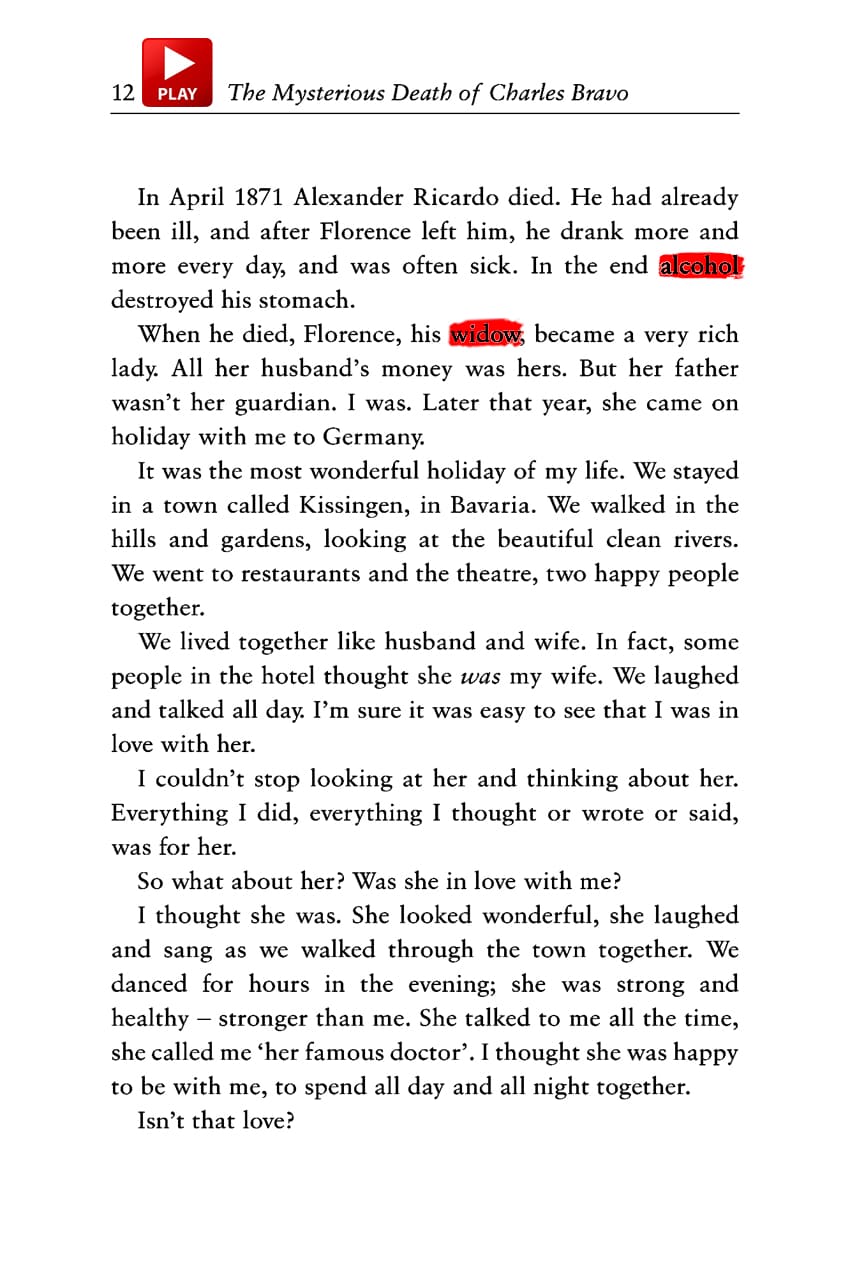 12 PLAY The Mysterious Death of Charles Bravo
In April 1871 Alexander Ricardo died. He had already
been ill, and after Florence left him, he drank more and
more every day, and was often sick. In the end alcohol
destroyed his stomach.
When he died, Florence, his widow, became a very rich
lady. All her husband’s money was hers. But her father
wasn’t her guardian. I was. Later that year, she came on
holiday with me to Germany.
It was the most wonderful holiday of my life. We stayed
in a town called Kissingen, in Bavaria. We walked in the
hills and gardens, looking at the beautiful clean rivers.
We went to restaurants and the theatre, two happy people
together.
We lived together like husband and wife. In fact, some
people in the hotel thought she was my wife. We laughed
and talked all day. I’m sure it was easy to see that I was in
love with her.
I couldn’t stop looking at her and thinking about her.
Everything I did, everything I thought or wrote or said,
was for her.
So what about her? Was she in love with me?
I thought she was. She looked wonderful, she laughed
and sang as we walked through the town together. We
danced for hours in the evening; she was strong and
healthy – stronger than me. She talked to me all the time,
she called me ‘her famous doctor’. I thought she was happy
to be with me, to spend all day and all night together.
Isn’t that love?